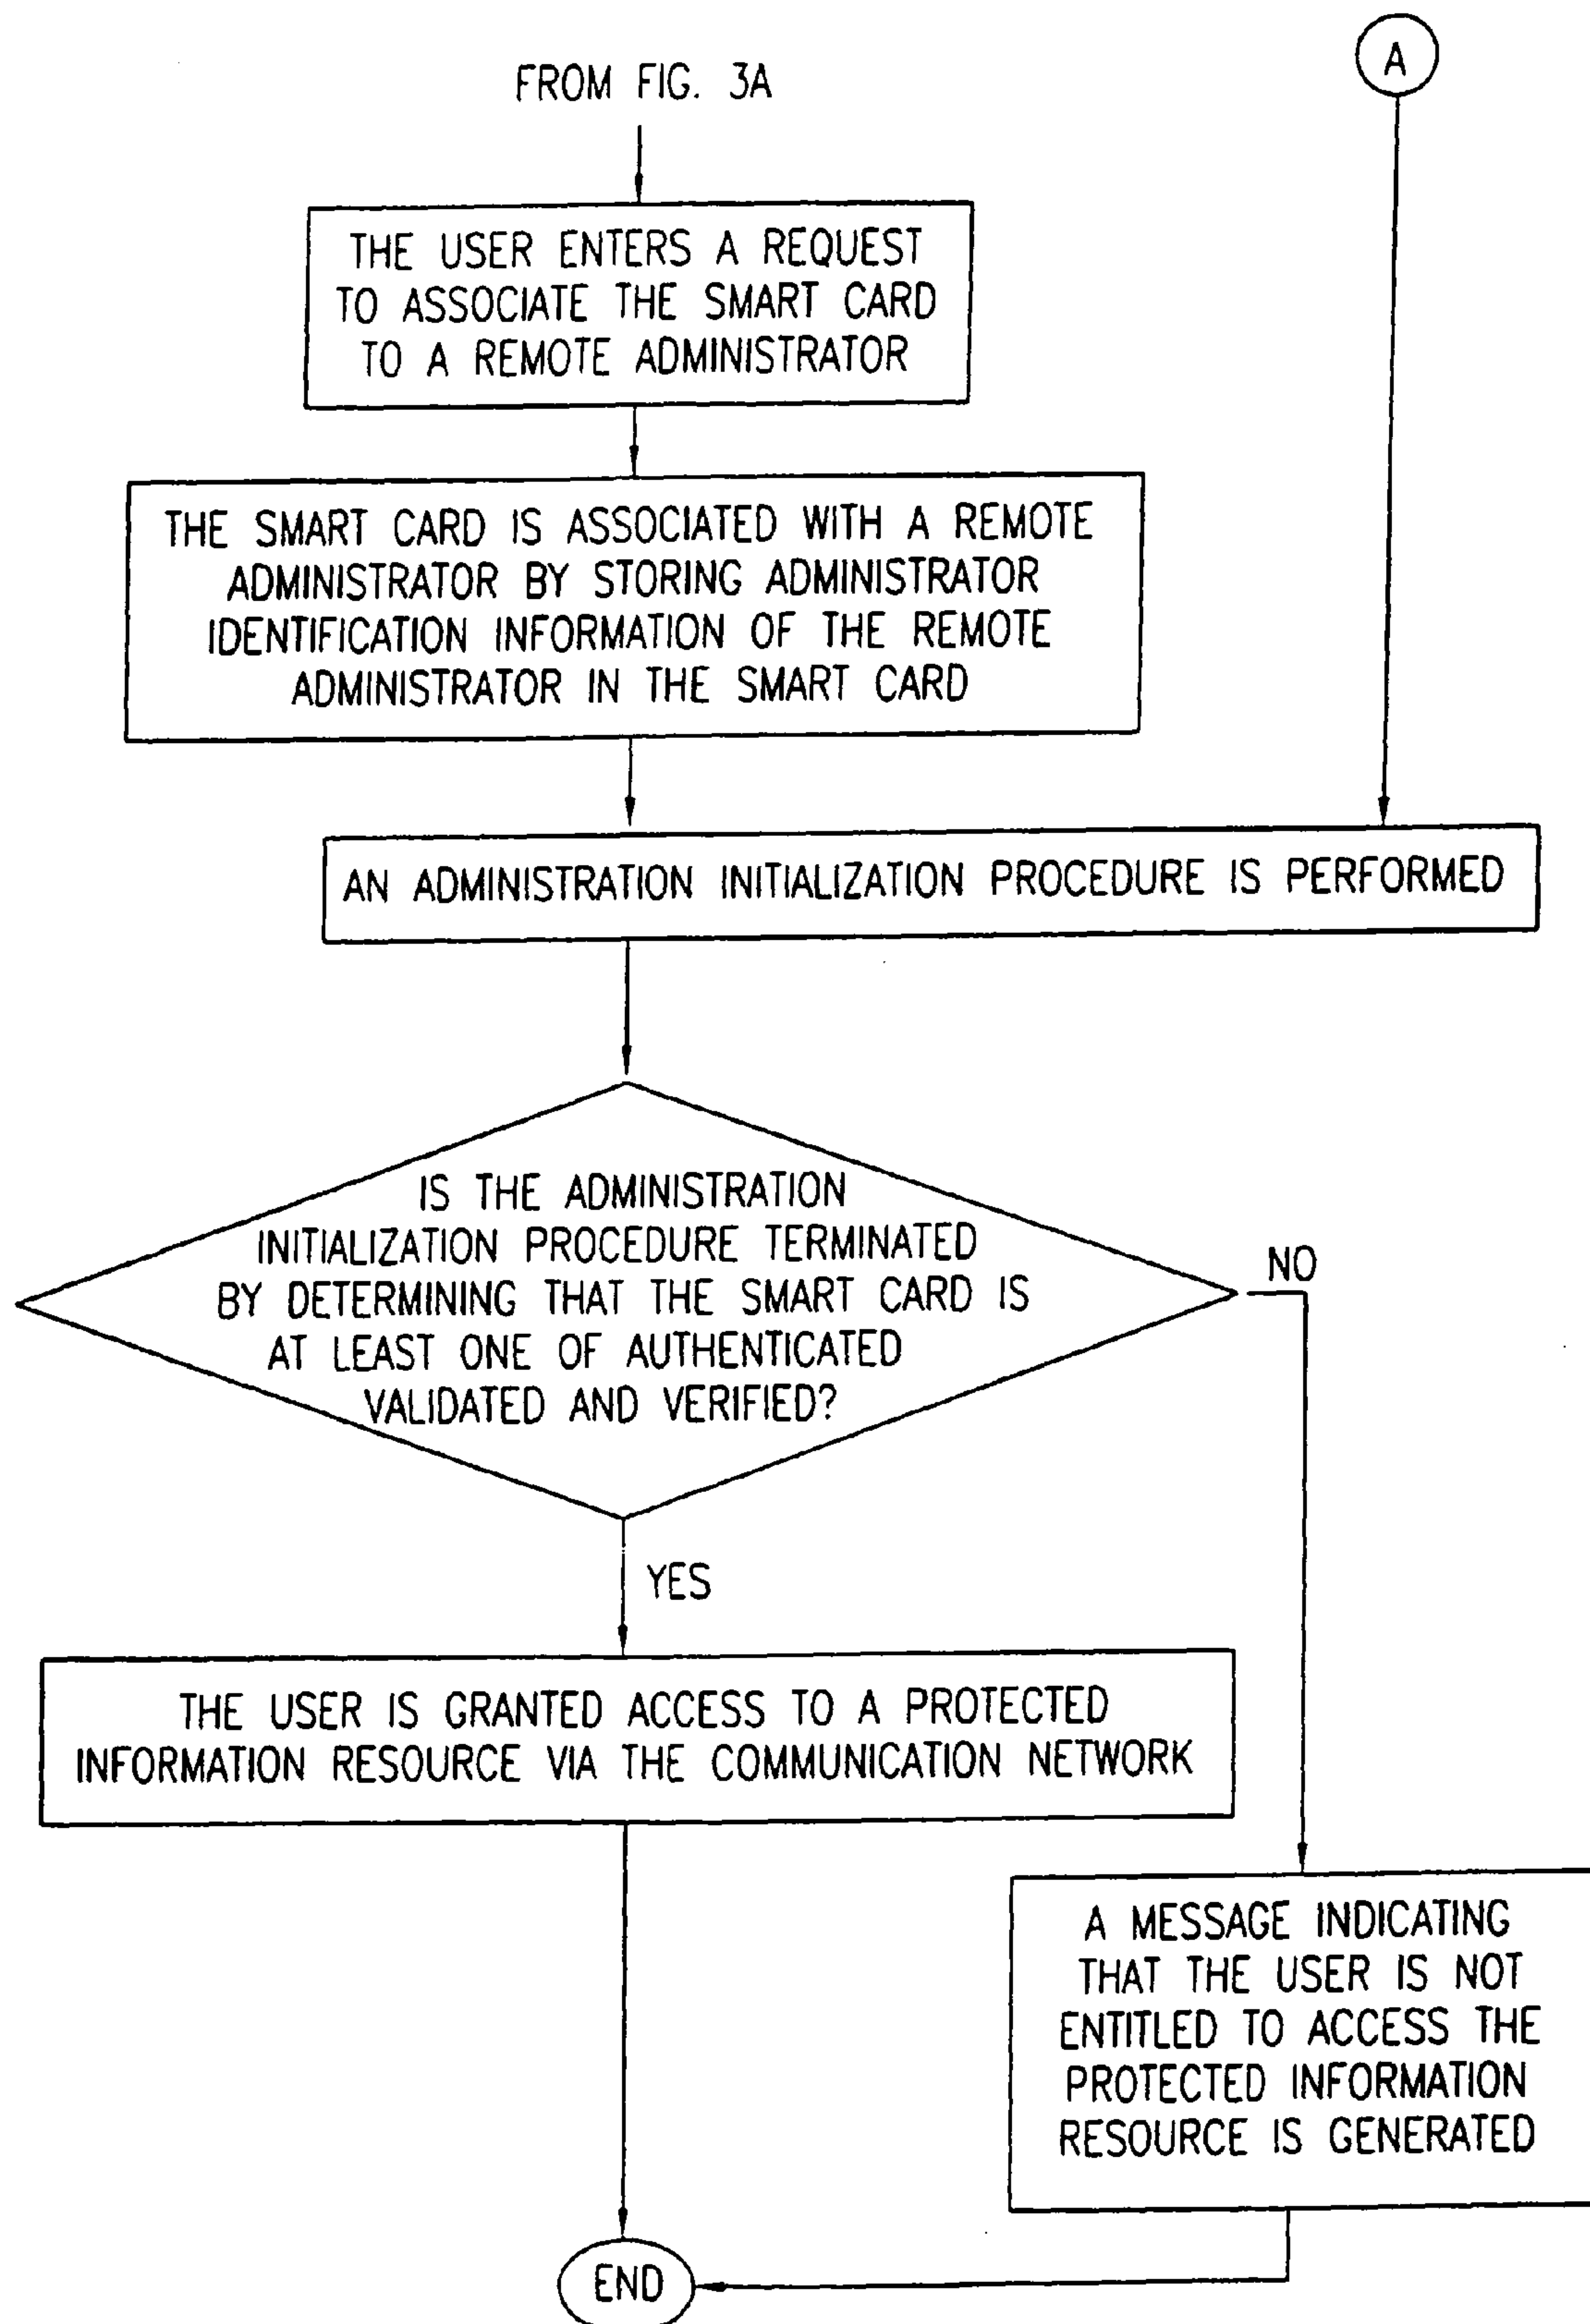 FROM FIG. 3A
A
THE USER ENTERS A REQUEST
TO ASSOCIATE THE SMART CARD
TO A REMOTE ADMINISTRATOR
THE SMART CARD IS ASSOCIATED WITH A REMOTE
ADMINISTRATOR BY STORING ADMINISTRATOR
IDENTIFICATION INFORMATION OF THE REMOTE
ADMINISTRATOR IN THE SMART CARD
AN ADMINISTRATION INITIALIZATION PROCEDURE IS PERFORMED
IS THE ADMINISTRATION
INITIALIZATION PROCEDURE TERMINATED
BY DETERMINING THAT THE SMART CARD IS
AT LEAST ONE OF AUTHENTICATED
VALIDATED AND VERIFIED?
NO
YES
THE USER IS GRANTED ACCESS TO A PROTECTED
INFORMATION RESOURCE VIA THE COMMUNICATION NETWORK
A MESSAGE INDICATING
THAT THE USER IS NOT
ENTITLED TO ACCESS THE
PROTECTED INFORMATION
RESOURCE IS GENERATED
END